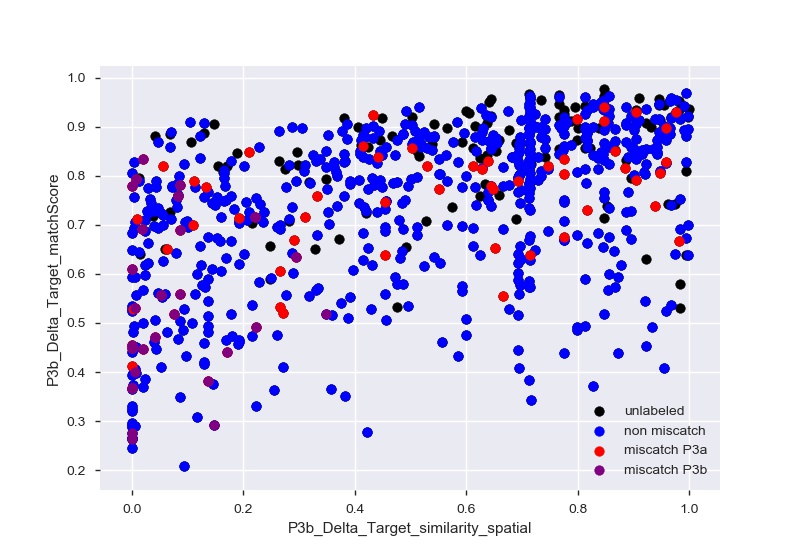 1.0
0.9
0.8
0.7
0.6
0.5
0.4
0.3
0.2
P3b_Delta_Target_matchScore
unlabeled
non miscatch
miscatch P3a
miscatch P3b
0.0 0.2 0.4 0.6 0.8 1.0
P3b_Delta_Target_similarity_spatial